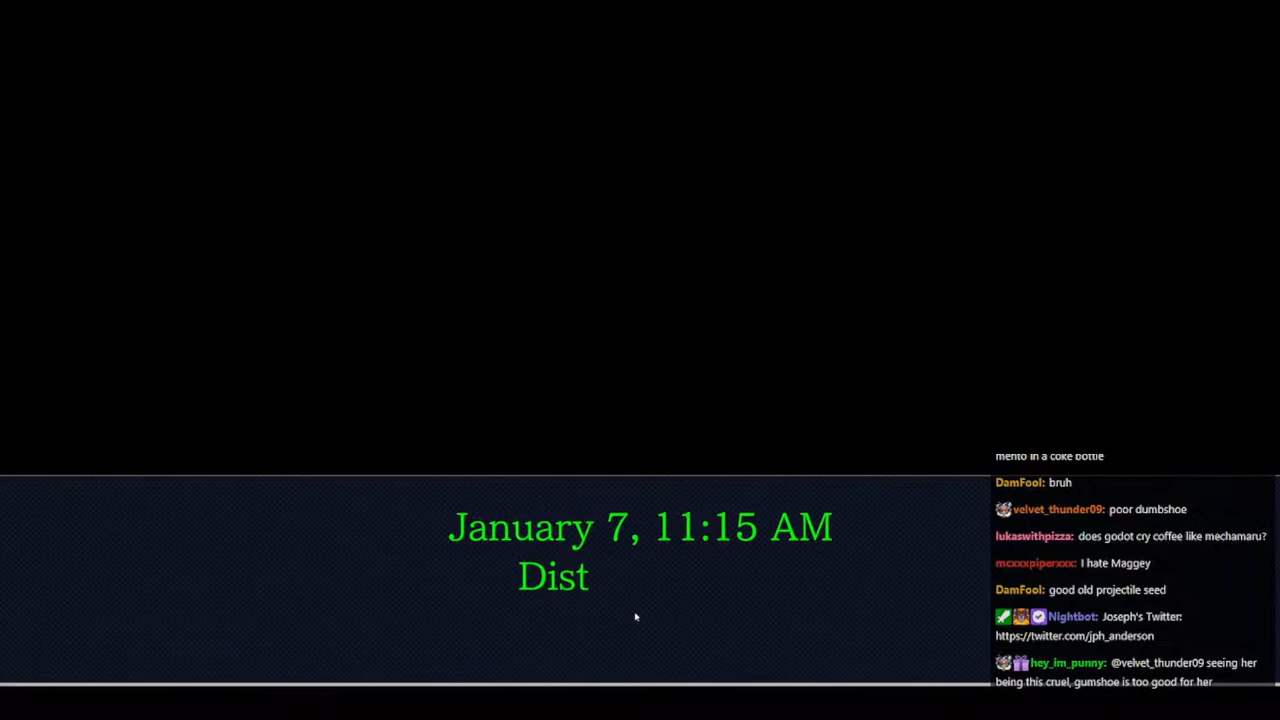 January 7, 11:15 AM
Dist
mento in a coke bottle
DamFool: bruh
velvet_thunder09: poor dumbshoe
lukaswithpizza: does godot cry coffee like mechamaru?
mcxxxpiperxxx: I hate Maggey
DamFool: good old projectile seed
Nightbot: Joseph's Twitter:
https://twitter.com/jph_anderson
hey_im_punny: @velvet_thunder09 seeing her
being this cruel, gumshoe is too good for her